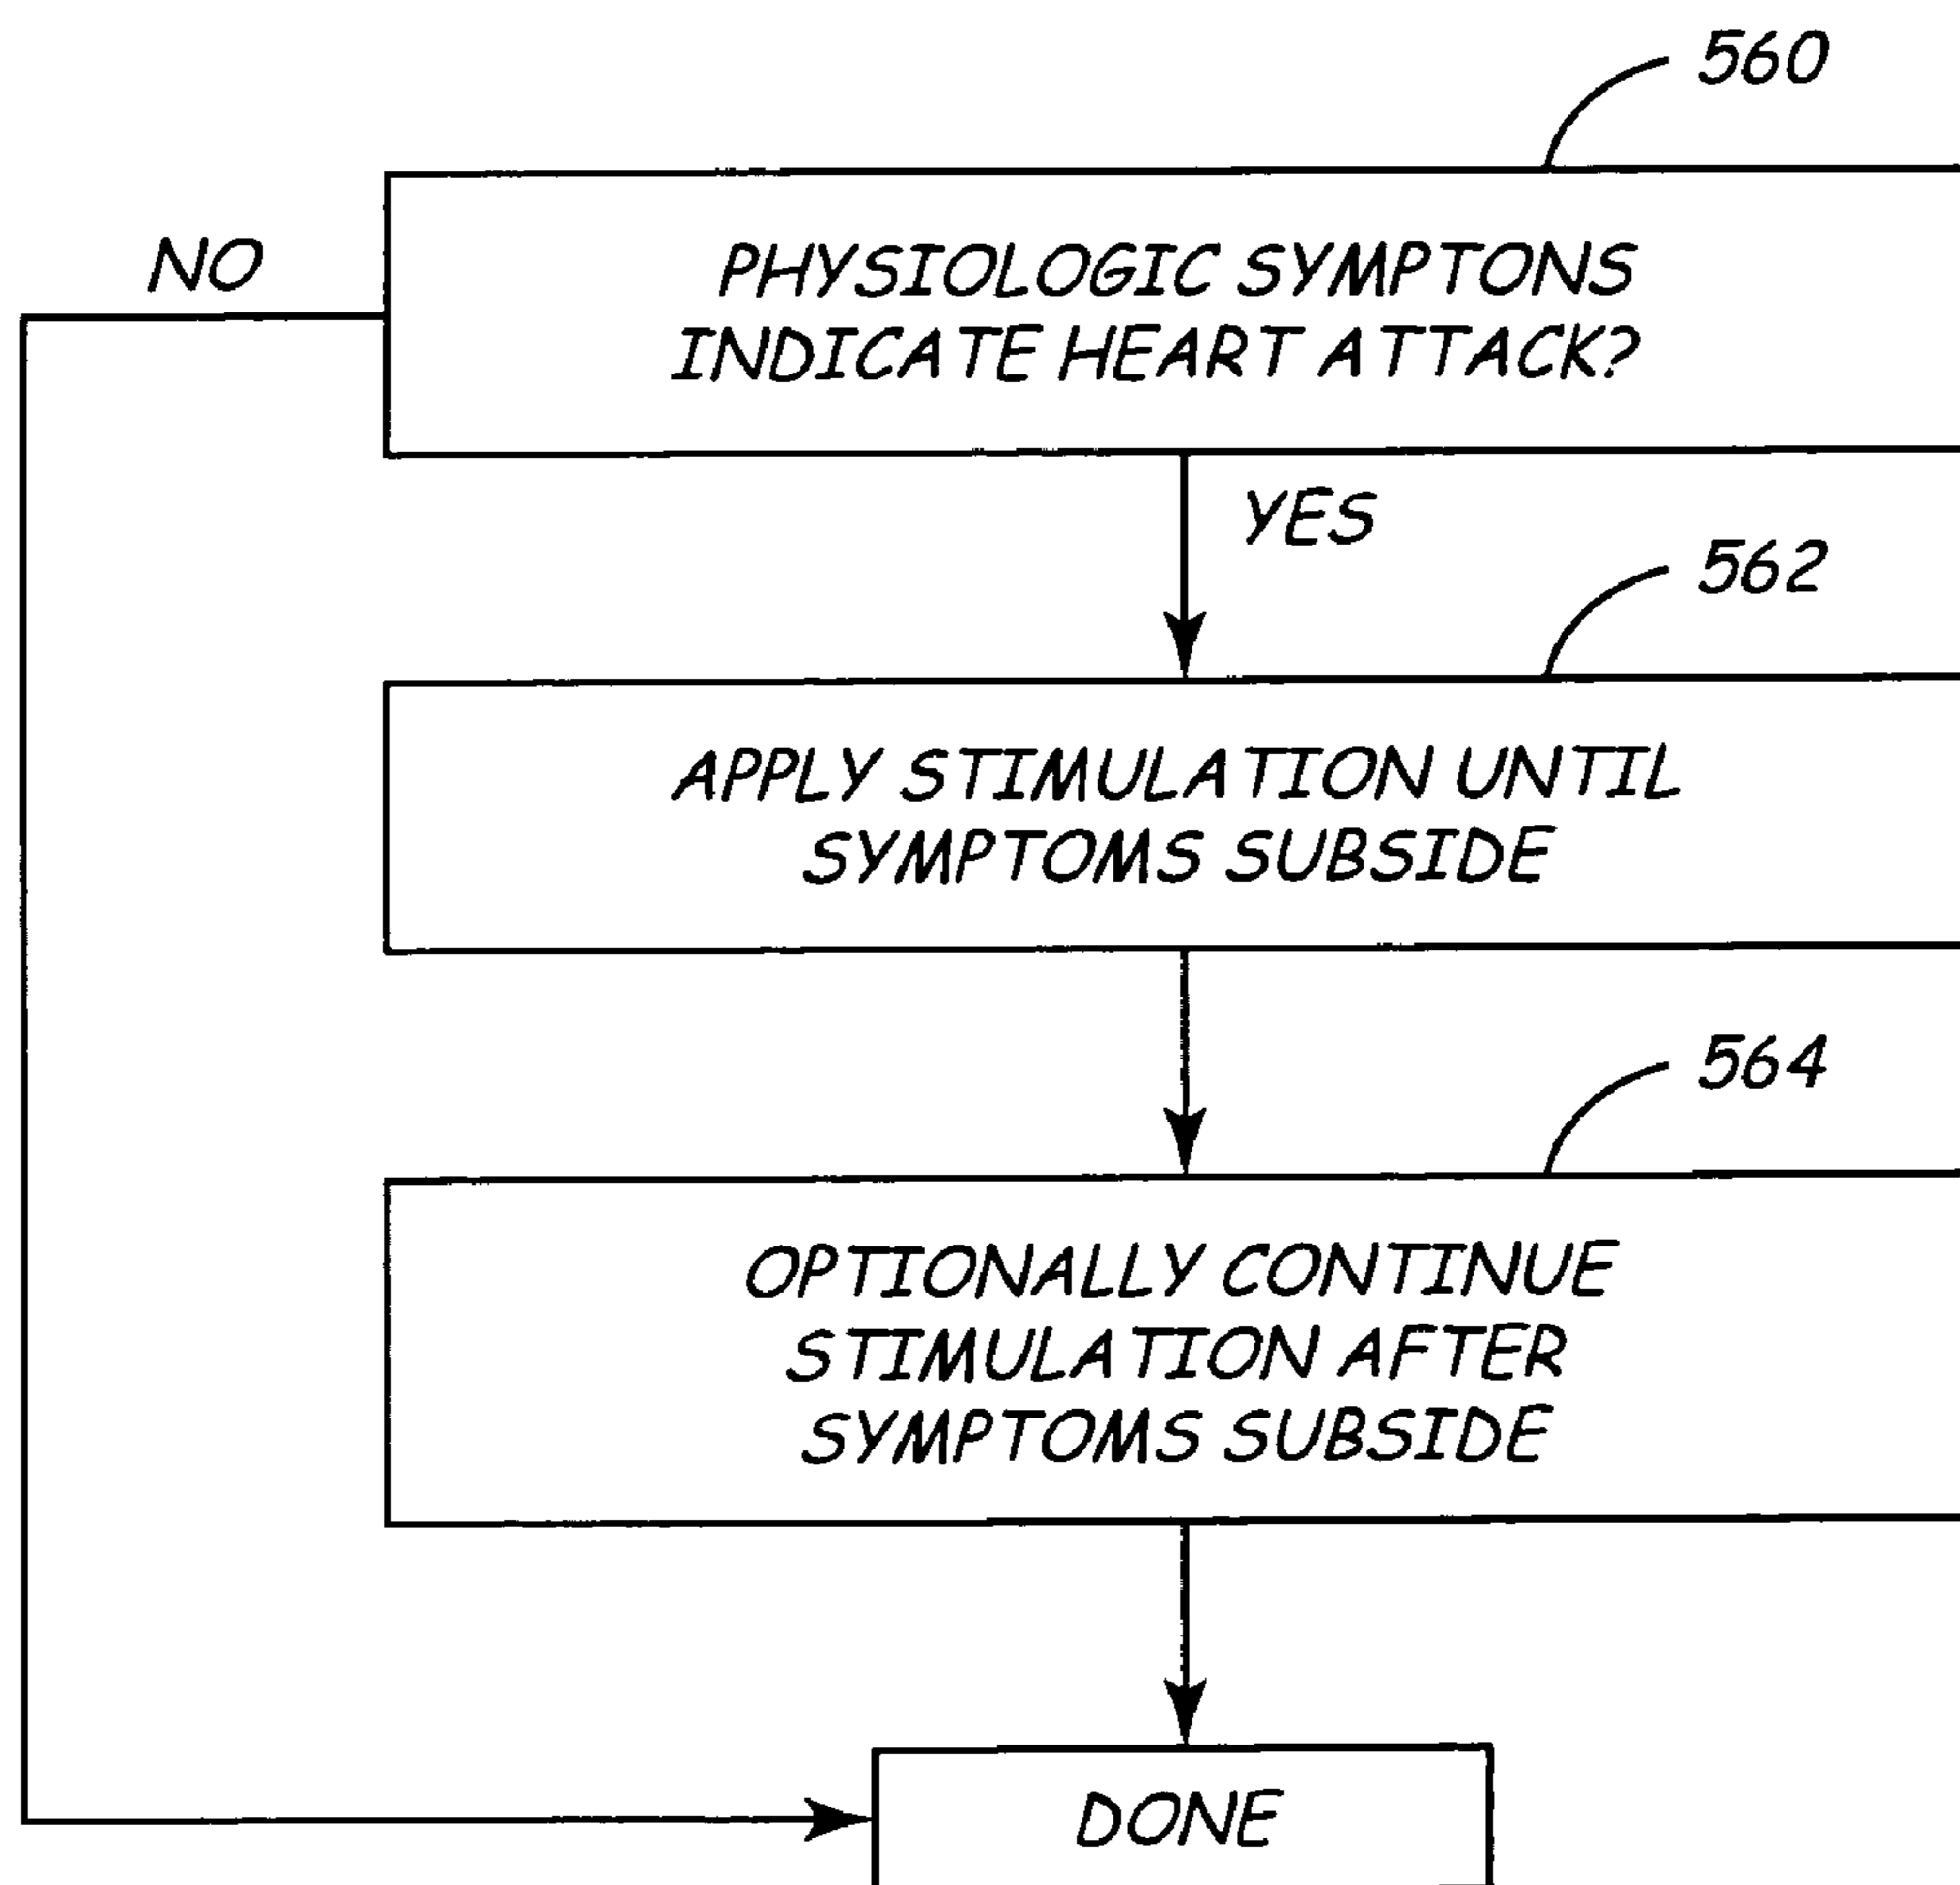 560
NO
PHYSIOLOGIC SYMPTONS
INDICATE HEART ATTACK?
YES
562
APPLY STIMULATION UNTIL
SYMPTOMS SUBSIDE
564
OPTIONALLY CONTINUE
STIMULATION AFTER
SYMPTOMS SUBSIDE
DONE